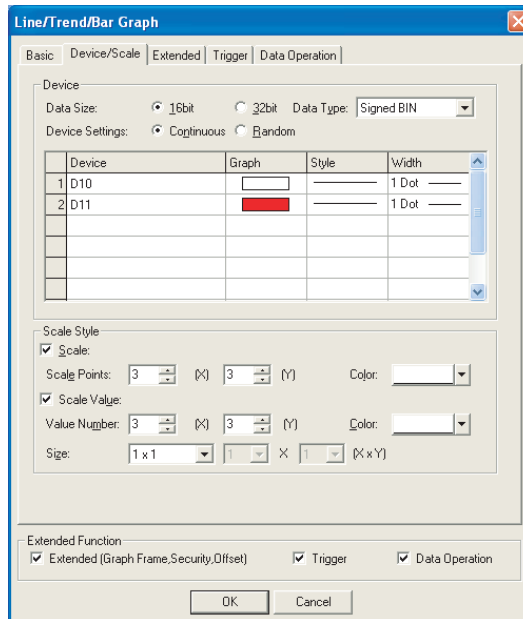 Line/Trend/Bar Graph
Basic Device/Scale Extended Trigger Data Operation
Device
Data Size: 16bit 32bit Data Type: Signed BIN
Device Settings: Continuous Random
Device Graph Style Width
1 D10 1 Dot
2 D11 1 Dot
Scale Style
Scale:
Scale Points: 3 (X) 3 (Y) Color:
Scale Value:
Value Number: 3 (X) 3 (Y) Color:
Size: 1 x 1 1 X 1 (X x Y)
Extended Function
Extended (Graph Frame,Security,Offset) Trigger Data Operation
OK Cancel